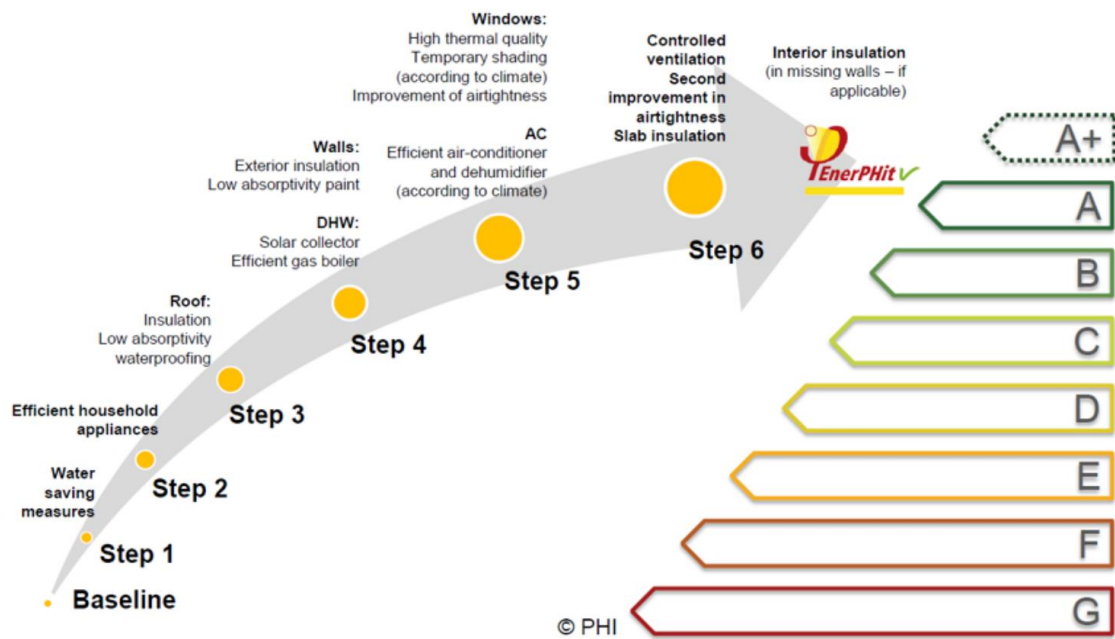 Windows:
High thermal quality
Temporary shading
(according to climate)
Improvement of airtightness
Controlled
ventilation
Second
improvement in
airtightness
Slab insulation
Interior insulation
(in missing walls – if
applicable)
EnerPHit
Walls:
Exterior insulation
Low absorptivity paint
AC
Efficient air-conditioner
and dehumidifier
(according to climate)
DHW:
Solar collector
Efficient gas boiler
Roof:
Insulation
Low absorptivity
waterproofing
Efficient household
appliances
Water
saving
measures
Step 6
Step 5
Step 4
Step 3
Step 2
Step 1
Baseline
A+
A
B
C
D
E
F
G
© PHI